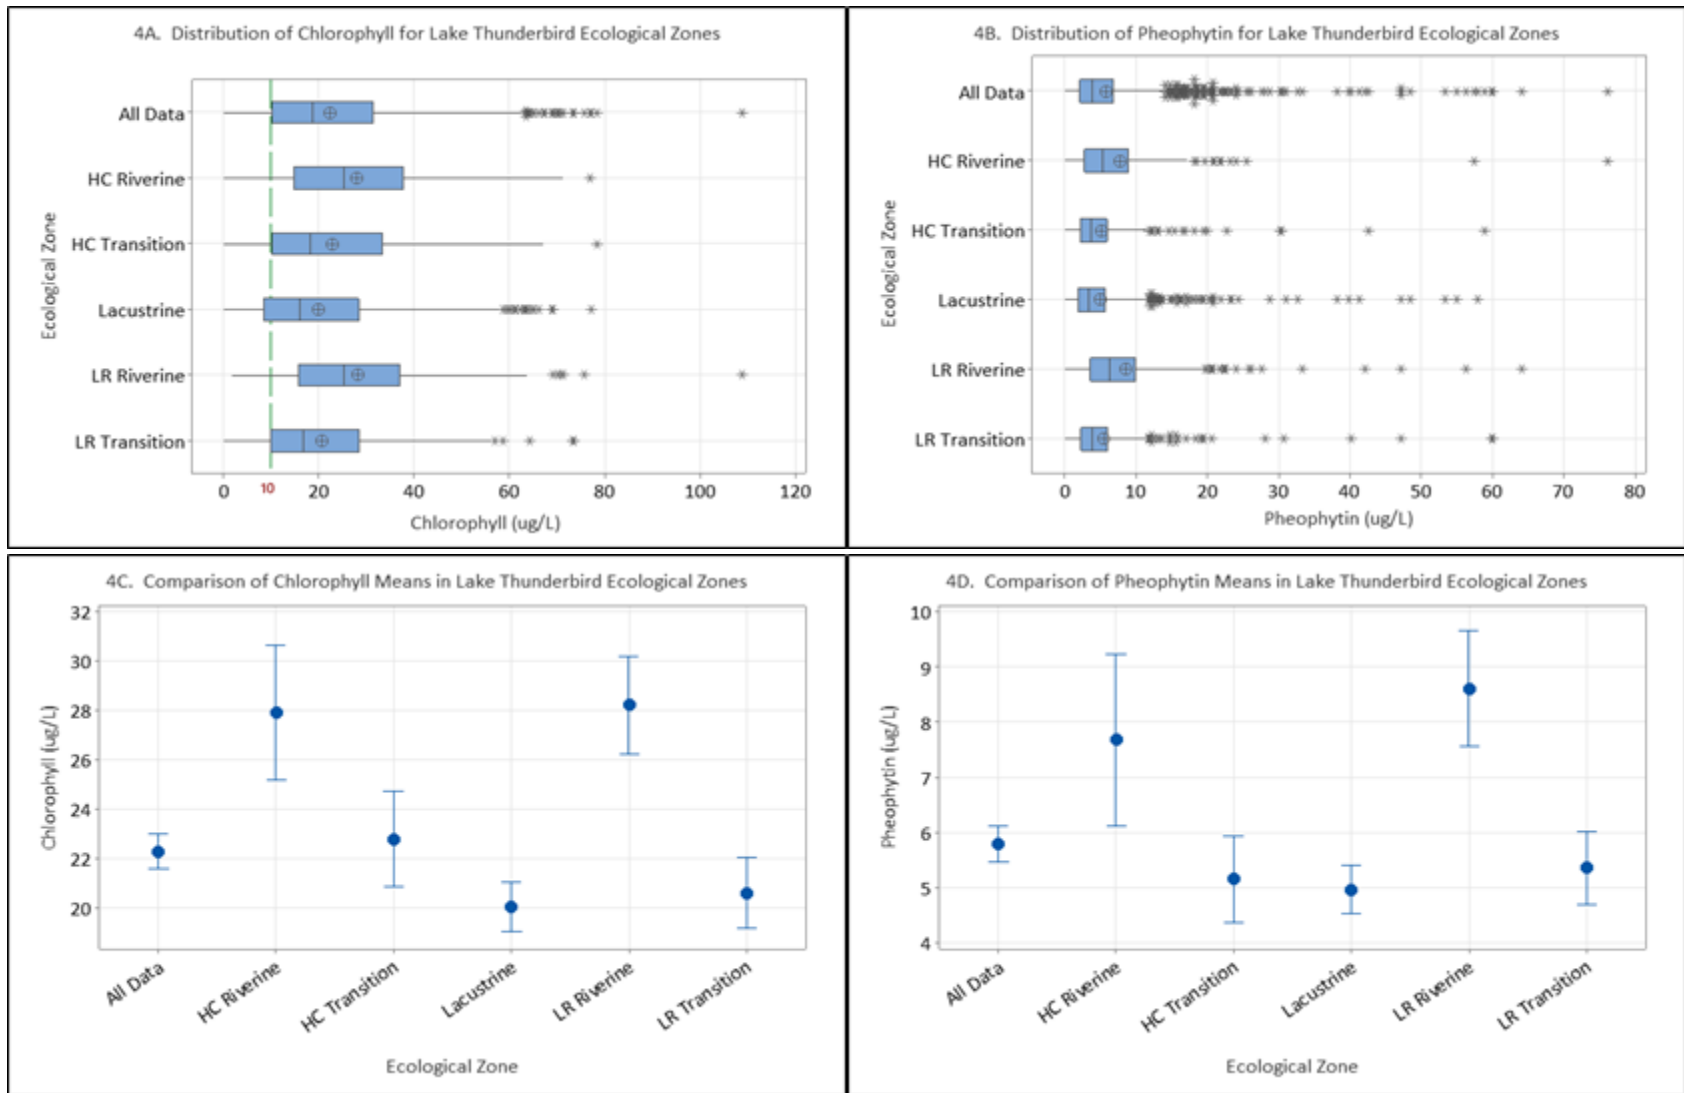 4A. Distribution of Chlorophyll for Lake Thunderbird Ecological Zones
Ecological Zone
All Data
HC Riverine
HC Transition
Lacustrine
LR Riverine
LR Transition
0 10 20 40 60 80 100 120
Chlorophyll (ug/L)
4B. Distribution of Pheophytin for Lake Thunderbird Ecological Zones
Ecological Zone
All Data
HC Riverine
HC Transition
Lacustrine
LR Riverine
LR Transition
0 10 20 30 40 50 60 70 80
Pheophytin (ug/L)
4C. Comparison of Chlorophyll Means in Lake Thunderbird Ecological Zones
Chlorophyll (ug/L)
32
30
28
26
24
22
20
All Data
HC Riverine
HC Transition
Lacustrine
LR Riverine
LR Transition
Ecological Zone
4D. Comparison of Pheophytin Means in Lake Thunderbird Ecological Zones
Pheophytin (ug/L)
10
9
8
7
6
5
4
All Data
HC Riverine
HC Transition
Lacustrine
LR Riverine
LR Transition
Ecological Zone